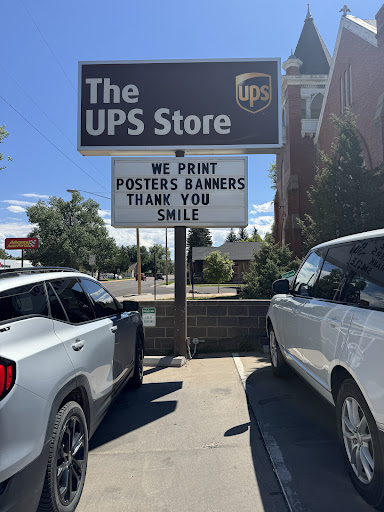 The
UPS Store
ups
WE PRINT
POSTERS BANNERS
THANK YOU
SMILE